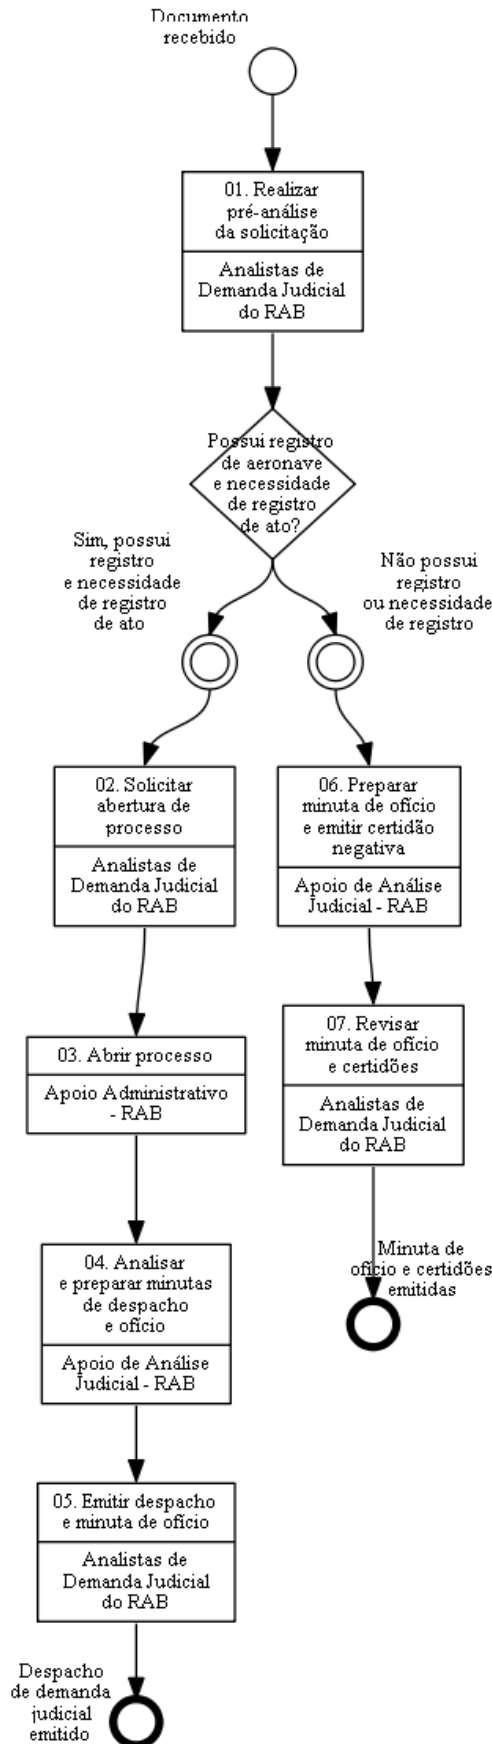 Documento
recebido
01. Realizar
pré-análise
da solicitação
Analistas de
Demanda Judicial
do RAB
Possui registro
de aeronave
e necessidade
de registro
de ato?
Sim, possui
registro
e necessidade
de registro
de ato
Não possui
registro
ou necessidade
de registro
02. Solicitar
abertura de
processo
Analistas de
Demanda Judicial
do RAB
06. Preparar
minuta de ofício
e emitir certidão
negativa
Apoio de Análise
Judicial - RAB
03. Abrir processo
Apoio Administrativo
- RAB
07. Revisar
minuta de ofício
e certidões
Analistas de
Demanda Judicial
do RAB
04. Analisar
e preparar minutas
de despacho
e ofício
Apoio de Análise
Judicial - RAB
Minuta de
ofício e certidões
emitidas
05. Emitir despacho
e minuta de ofício
Analistas de
Demanda Judicial
do RAB
Despacho
de demanda
judicial
emitido